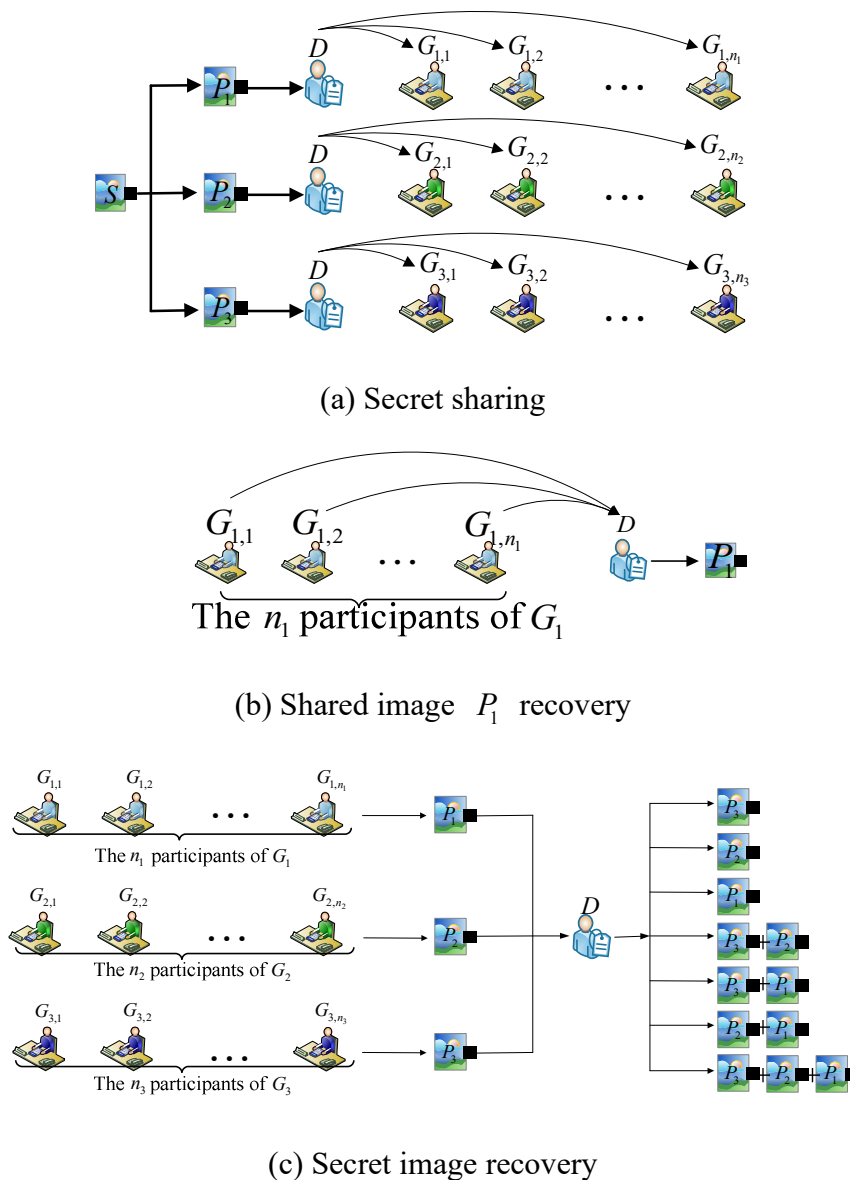 D G1,1 G1,2 G1,n1
P1 ...
D G2,1 G2,2 G2,n2
S P2 ...
D G3,1 G3,2 G3,n3
P3 ...
(a) Secret sharing
G1,1 G1,2 ... G1,n1 D P1
The n1 participants of G1
(b) Shared image P1 recovery
G1,1 G1,2 ... G1,n1 P1
The n1 participants of G1
G2,1 G2,2 ... G2,n2 P2
The n2 participants of G2
G3,1 G3,2 ... G3,n3 P3
The n3 participants of G3
D
P3
P2
P1
P3 + P2
P3 + P1
P2 + P1
P3 + P2 + P1
(c) Secret image recovery